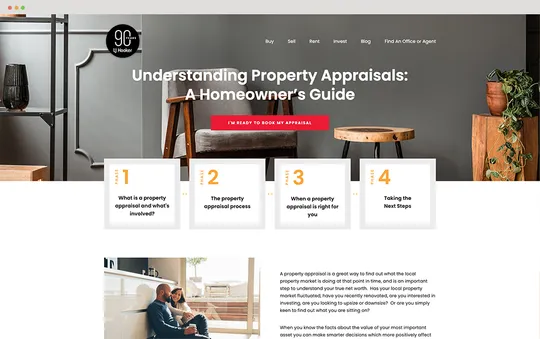 90 YEARS
LJ Hooker
Buy Sell Rent Invest Blog Find An Office or Agent
Understanding Property Appraisals:
A Homeowner's Guide
I'M READY TO BOOK MY APPRAISAL
PHASE 1
What is a property
appraisal and what's
involved?
PHASE 2
The property
appraisal process
PHASE 3
When a property
appraisal is right for
you
PHASE 4
Taking the
Next Steps
A property appraisal is a great way to find out what the local
property market is doing at that point in time, and is an important
step to understand your true net worth. Has your local property
market fluctuated, have you recently renovated, are you interested in
investing, are you looking to upsize or downsize? Or are you simply
keen to find out what you are sitting on?
When you know the facts about the value of your most important
asset you can make smarter decisions which more positively affect